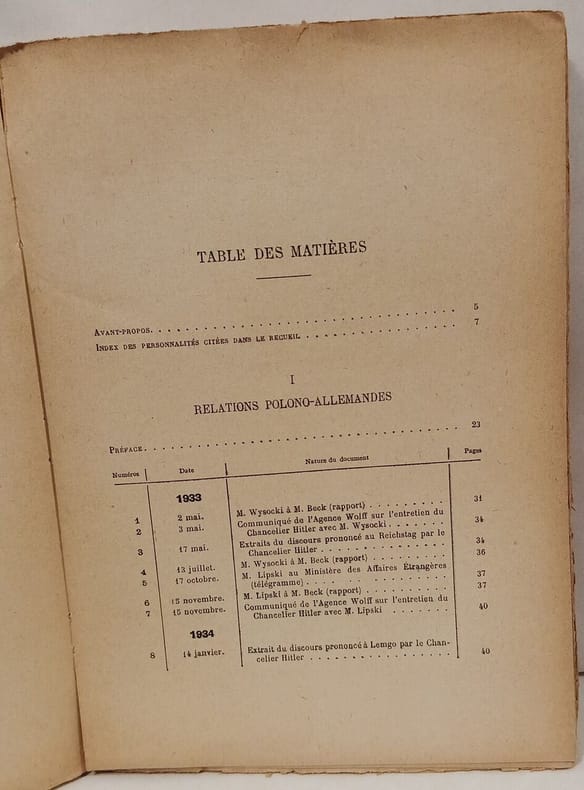 TABLE DES MATIÈRES
AVANT-PROPOS. . . . . . . . . . . . . . . . . . . . . . . . . . 5
INDEX DES PERSONNALITÉS CITÉES DANS LE RECUEIL . . . . . . . . . . . . 7
I
RELATIONS POLONO-ALLEMANDES
PRÉFACE. . . . . . . . . . . . . . . . . . . . . . . . . . 23
Numéros Date Nature du document Pages
1933
1 2 mai. M. Wysocki à M. Beck (rapport) . . . . . . . . . 31
2 3 mai. Communiqué de l'Agence Wolff sur l'entretien du
Chancelier Hitler avec M. Wysocki . . . . . . 34
3 17 mai. Extraits du discours prononcé au Reichstag par le
Chancelier Hitler . . . . . . . . . . . . . 34
4 13 juillet. M. Wysocki à M. Beck (rapport) . . . . . . . . 36
5 17 octobre. M. Lipski au Ministère des Affaires Étrangères
(télégramme) . . . . . . . . . . . . . . 37
6 15 novembre. M. Lipski à M. Beck (rapport) . . . . . . . . . 37
7 15 novembre. Communiqué de l'Agence Wolff sur l'entretien du
Chancelier Hitler avec M. Lipski . . . . . . . 40
1934
8 14 janvier. Extrait du discours prononcé à Lemgo par le Chan-
celier Hitler . . . . . . . . . . . . . . . 40